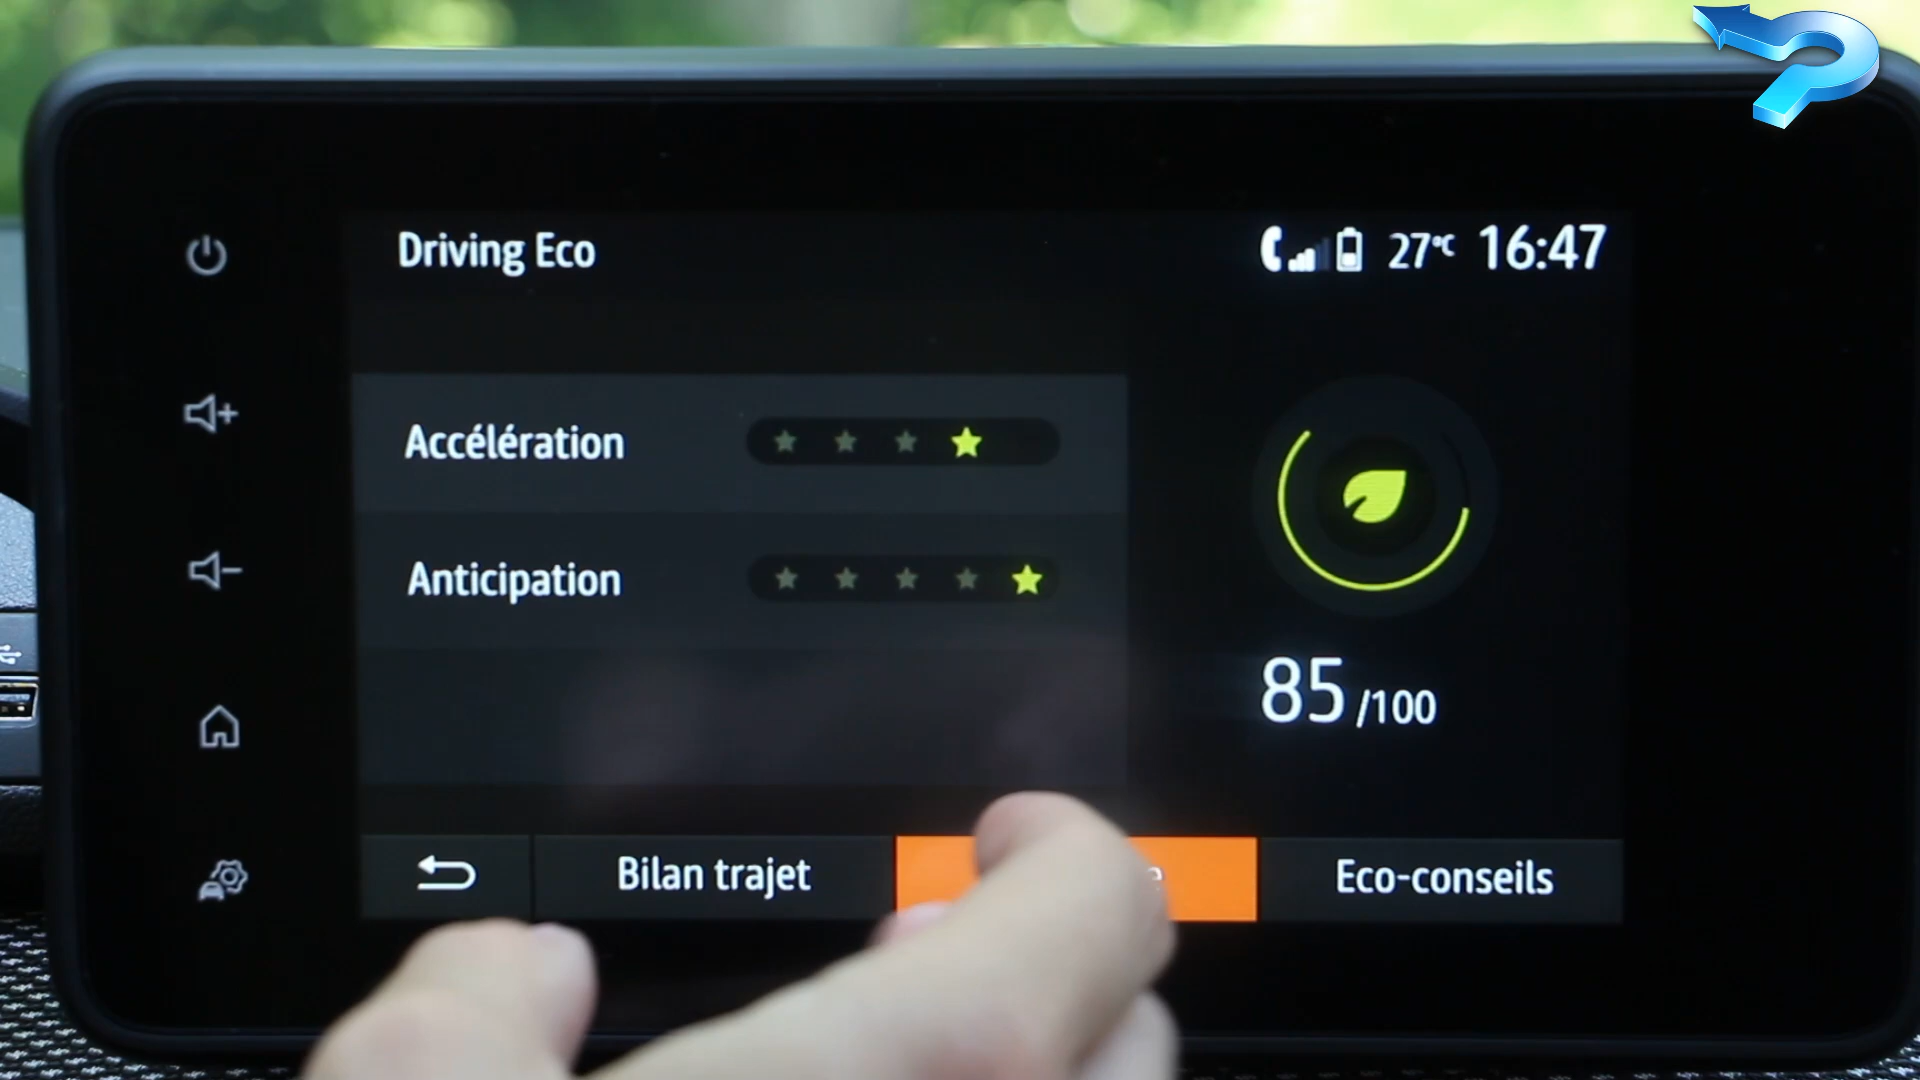 Driving Eco
27°C 16:47
Accélération
Anticipation
85 /100
Bilan trajet
Eco-conseils